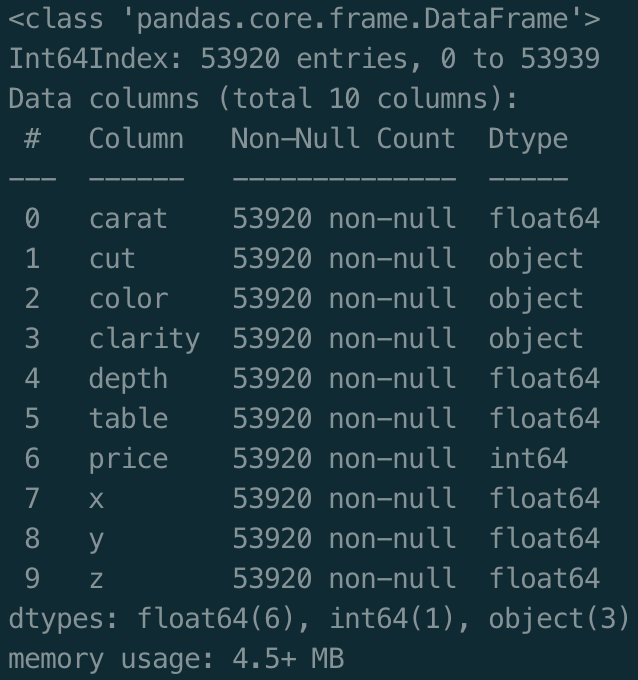 <class 'pandas.core.frame.DataFrame'>
Int64Index: 53920 entries, 0 to 53939
Data columns (total 10 columns):
 #   Column   Non-Null Count  Dtype
---  ------   --------------  -----
 0   carat    53920 non-null  float64
 1   cut      53920 non-null  object
 2   color    53920 non-null  object
 3   clarity  53920 non-null  object
 4   depth    53920 non-null  float64
 5   table    53920 non-null  float64
 6   price    53920 non-null  int64
 7   x        53920 non-null  float64
 8   y        53920 non-null  float64
 9   z        53920 non-null  float64
dtypes: float64(6), int64(1), object(3)
memory usage: 4.5+ MB